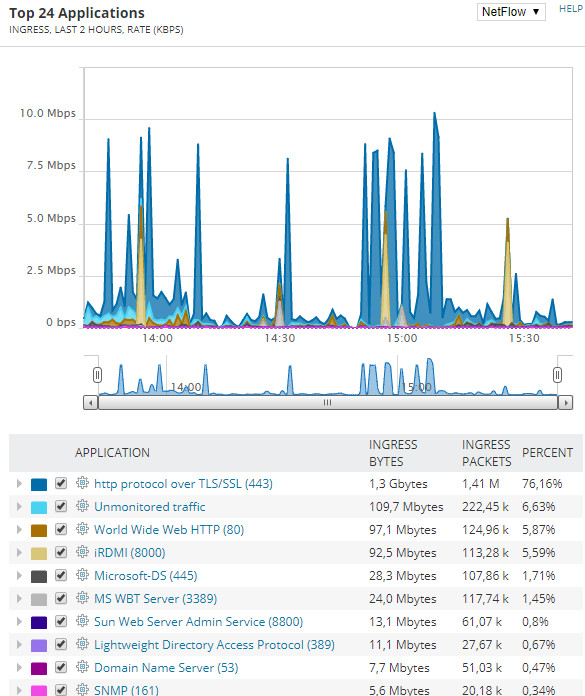 Top 24 Applications
NetFlow ▼
HELP
INGRESS, LAST 2 HOURS, RATE (KBPS)
10.0 Mbps
7.5 Mbps
5.0 Mbps
2.5 Mbps
0 bps
14:00 14:30 15:00 15:30
14:00 15:00
APPLICATION INGRESS BYTES INGRESS PACKETS PERCENT
http protocol over TLS/SSL (443) 1,3 Gbytes 1,41 M 76,16%
Unmonitored traffic 109,7 Mbytes 222,45 k 6,63%
World Wide Web HTTP (80) 97,1 Mbytes 124,96 k 5,87%
iRDMI (8000) 92,5 Mbytes 113,28 k 5,59%
Microsoft-DS (445) 28,3 Mbytes 107,86 k 1,71%
MS WBT Server (3389) 24,0 Mbytes 117,74 k 1,45%
Sun Web Server Admin Service (8800) 13,1 Mbytes 61,07 k 0,8%
Lightweight Directory Access Protocol (389) 11,1 Mbytes 27,67 k 0,67%
Domain Name Server (53) 7,7 Mbytes 51,03 k 0,47%
SNMP (161) 5,6 Mbytes 20,18 k 0,34%